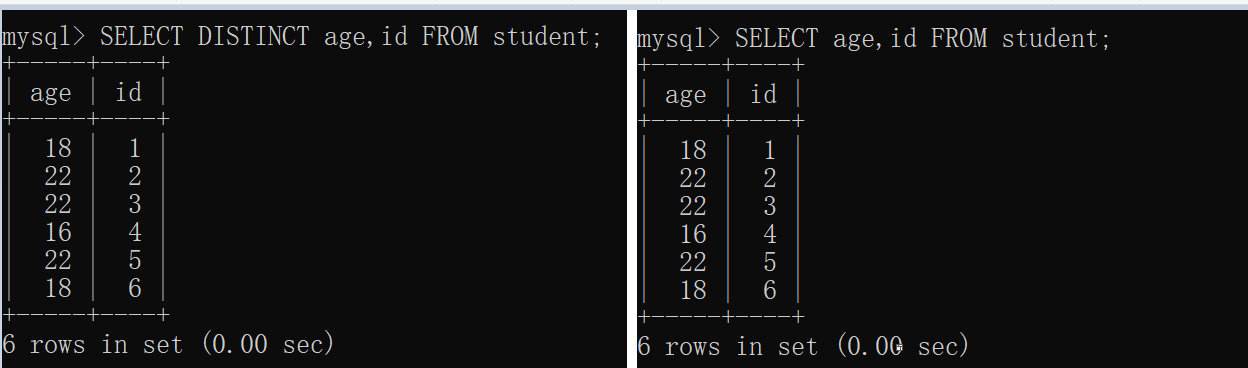 mysql> SELECT DISTINCT age,id FROM student;
+-----+----+
| age | id |
+-----+----+
| 18 | 1 |
| 22 | 2 |
| 22 | 3 |
| 16 | 4 |
| 22 | 5 |
| 18 | 6 |
+-----+----+
6 rows in set (0.00 sec)
mysql> SELECT age,id FROM student;
+-----+----+
| age | id |
+-----+----+
| 18 | 1 |
| 22 | 2 |
| 22 | 3 |
| 16 | 4 |
| 22 | 5 |
| 18 | 6 |
+-----+----+
6 rows in set (0.00 sec)